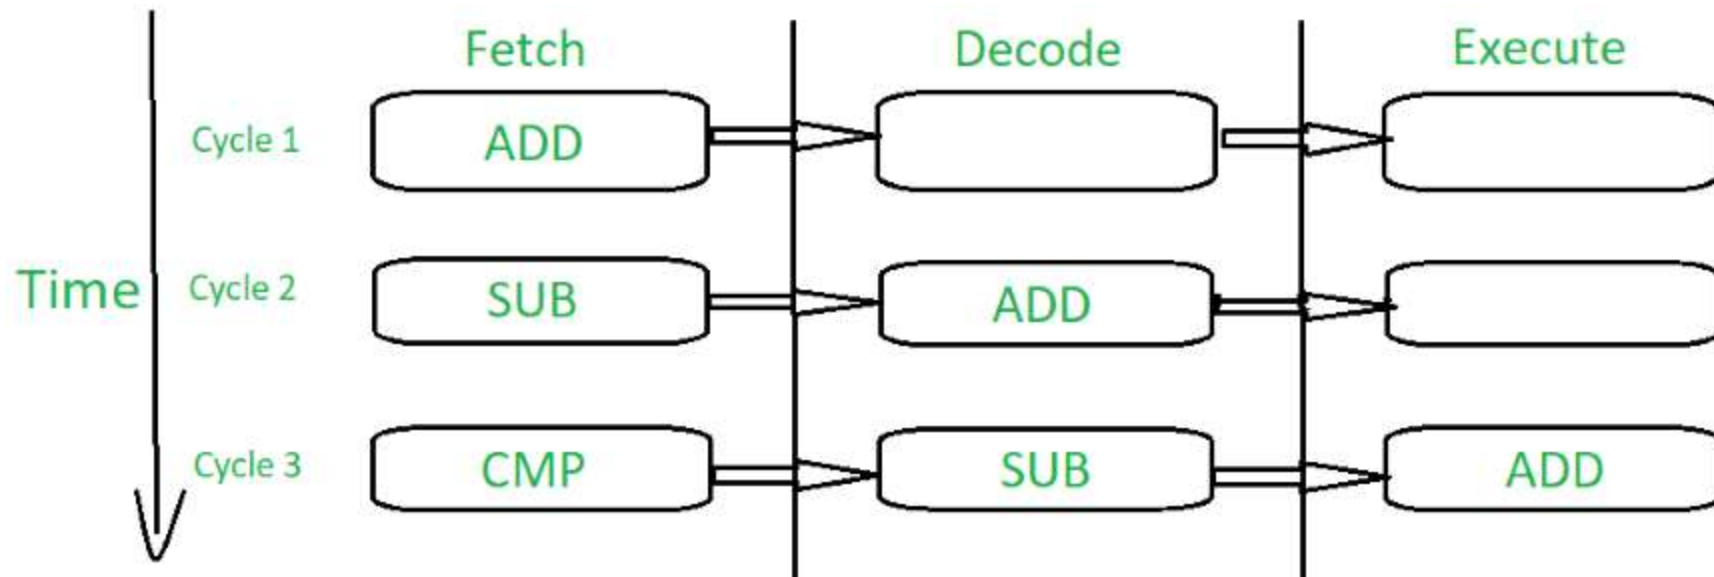 Fetch Decode Execute
Cycle 1 ADD
Time Cycle 2 SUB ADD
Cycle 3 CMP SUB ADD